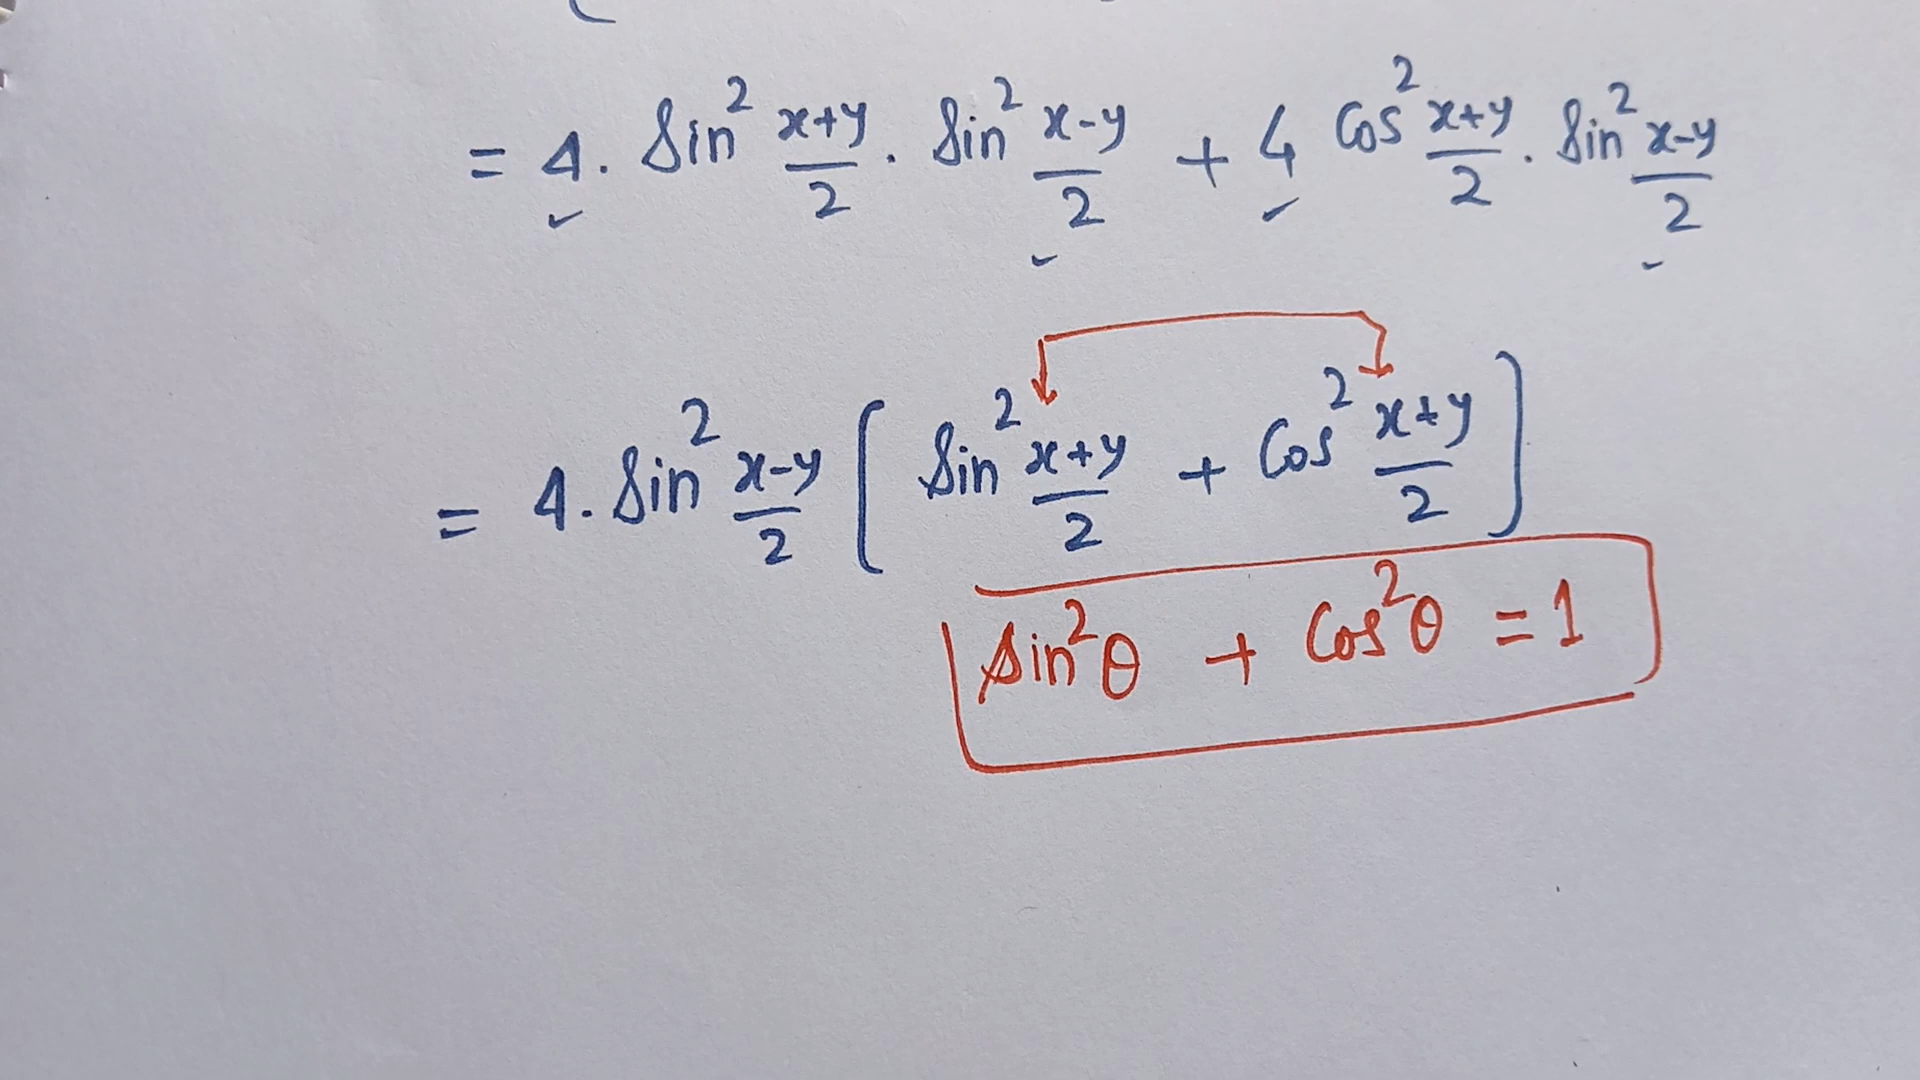 = 4. Sin² x+y/2 . Sin² x-y/2 + 4 Cos² x+y/2 . Sin² x-y/2
= 4. Sin² x-y/2 [ Sin² x+y/2 + Cos² x+y/2 ]
Sin²θ + Cos²θ = 1